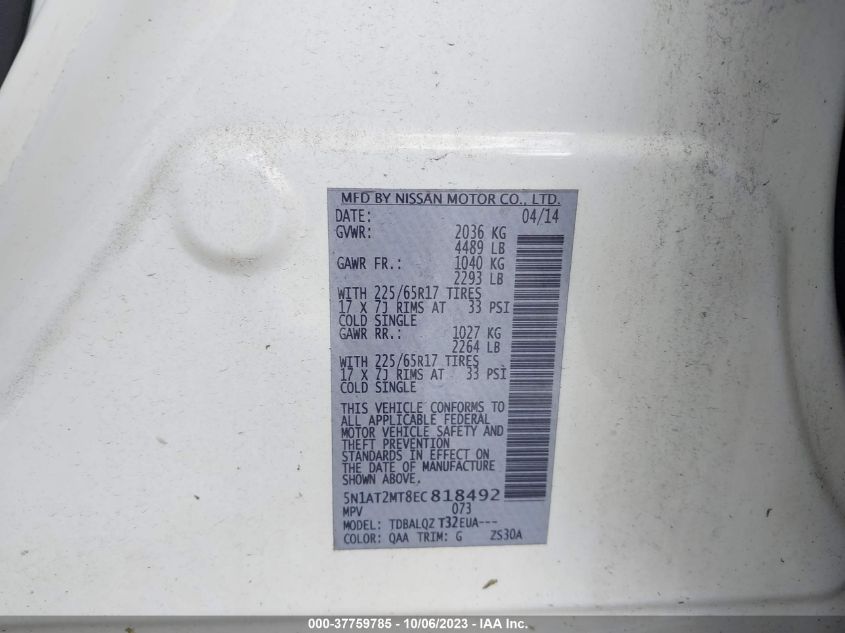 MFD BY NISSAN MOTOR CO., LTD.
DATE: 04/14
GVWR: 2036 KG
4489 LB
GAWR FR.: 1040 KG
2293 LB
WITH 225/65R17 TIRES
17 X 7J RIMS AT 33 PSI
COLD SINGLE
GAWR RR.: 1027 KG
2264 LB
WITH 225/65R17 TIRES
17 X 7J RIMS AT 33 PSI
COLD SINGLE
THIS VEHICLE CONFORMS TO
ALL APPLICABLE FEDERAL
MOTOR VEHICLE SAFETY AND
THEFT PREVENTION
STANDARDS IN EFFECT ON
THE DATE OF MANUFACTURE
SHOWN ABOVE.
5N1AT2MT8EC818492
MPV 073
MODEL: TDBALQZ T32EUA---
COLOR: QAA TRIM: G ZS30A
000-37759785 - 10/06/2023 - IAA Inc.